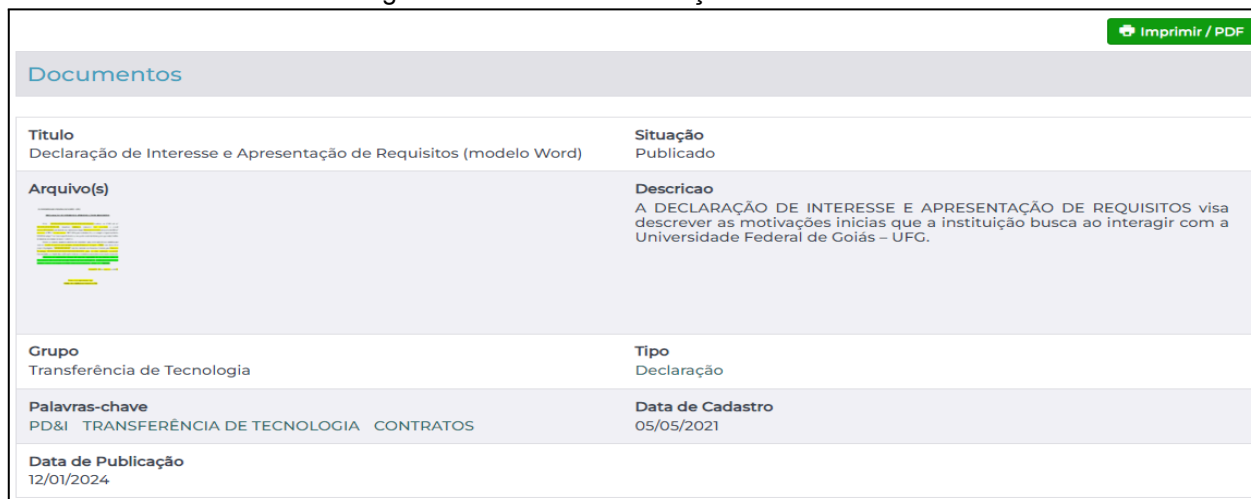 Imprimir / PDF
Documentos
Titulo
Declaração de Interesse e Apresentação de Requisitos (modelo Word)
Situação
Publicado
Arquivo(s)
Descricao
A DECLARAÇÃO DE INTERESSE E APRESENTAÇÃO DE REQUISITOS visa
descrever as motivações inicias que a instituição busca ao interagir com a
Universidade Federal de Goiás – UFG.
Grupo
Transferência de Tecnologia
Tipo
Declaração
Palavras-chave
PD&I TRANSFERÊNCIA DE TECNOLOGIA CONTRATOS
Data de Cadastro
05/05/2021
Data de Publicação
12/01/2024